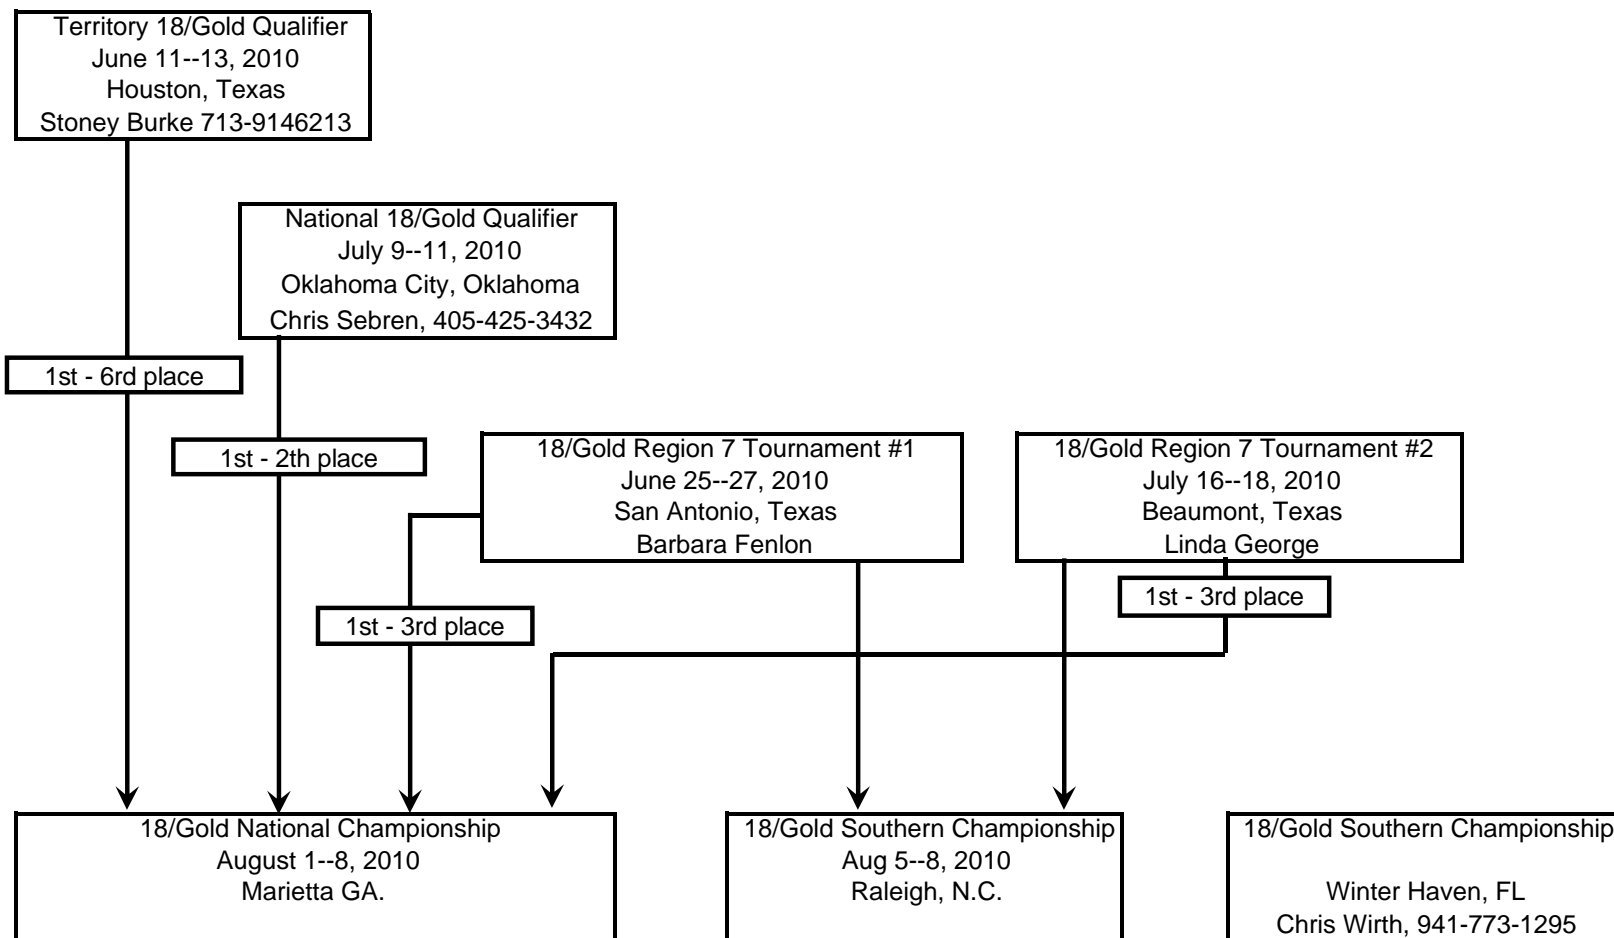 Territory 18/Gold Qualifier
June 11--13, 2010
Houston, Texas
Stoney Burke 713-9146213
National 18/Gold Qualifier
July 9--11, 2010
Oklahoma City, Oklahoma
Chris Sebren, 405-425-3432
1st - 6rd place
1st - 2th place
18/Gold Region 7 Tournament #1
June 25--27, 2010
San Antonio, Texas
Barbara Fenlon
18/Gold Region 7 Tournament #2
July 16--18, 2010
Beaumont, Texas
Linda George
1st - 3rd place
1st - 3rd place
18/Gold National Championship
August 1--8, 2010
Marietta GA.
18/Gold Southern Championship
Aug 5--8, 2010
Raleigh, N.C.
18/Gold Southern Championship
Winter Haven, FL
Chris Wirth, 941-773-1295